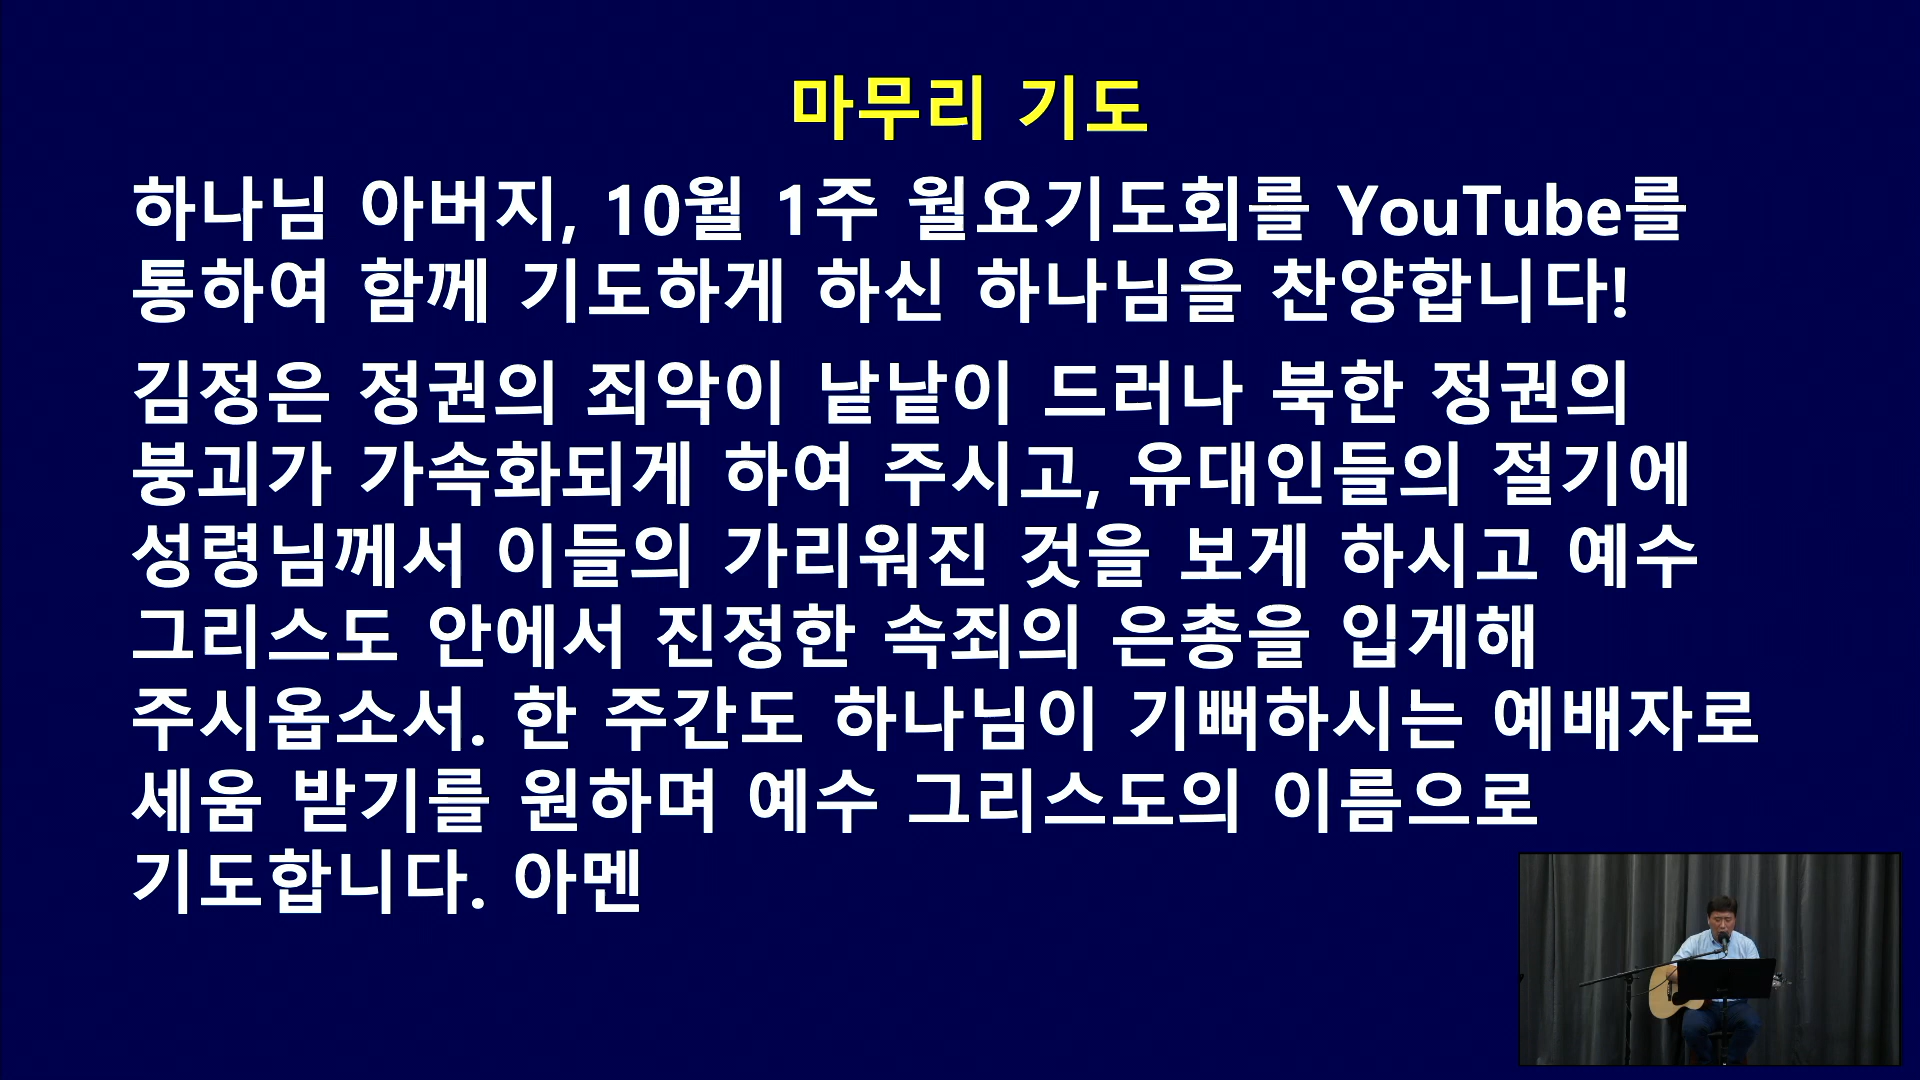 마무리 기도
하나님 아버지, 10월 1주 월요기도회를 YouTube를
통하여 함께 기도하게 하신 하나님을 찬양합니다!
김정은 정권의 죄악이 낱낱이 드러나 북한 정권의
붕괴가 가속화되게 하여 주시고, 유대인들의 절기에
성령님께서 이들의 가리워진 것을 보게 하시고 예수
그리스도 안에서 진정한 속죄의 은총을 입게해
주시옵소서. 한 주간도 하나님이 기뻐하시는 예배자로
세움 받기를 원하며 예수 그리스도의 이름으로
기도합니다. 아멘